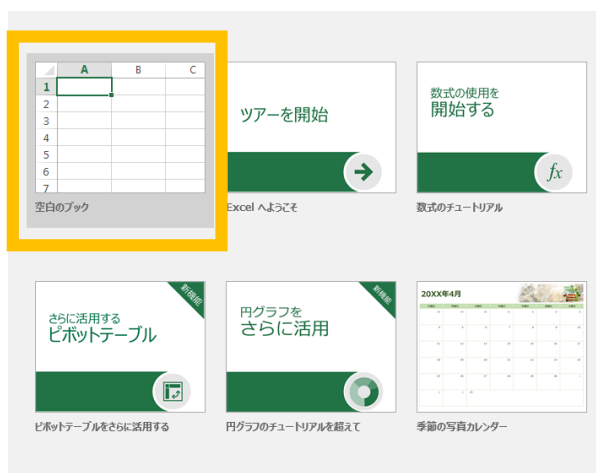 A B C
1
2
3
4
5
6
7
空白のブック
ツアーを開始
Excel へようこそ
数式の使用を
開始する
fx
数式のチュートリアル
新機能
さらに活用する
ピボットテーブル
ピボットテーブルをさらに活用する
新機能
円グラフを
さらに活用
円グラフのチュートリアルを超えて
20XX年4月
季節の写真カレンダー